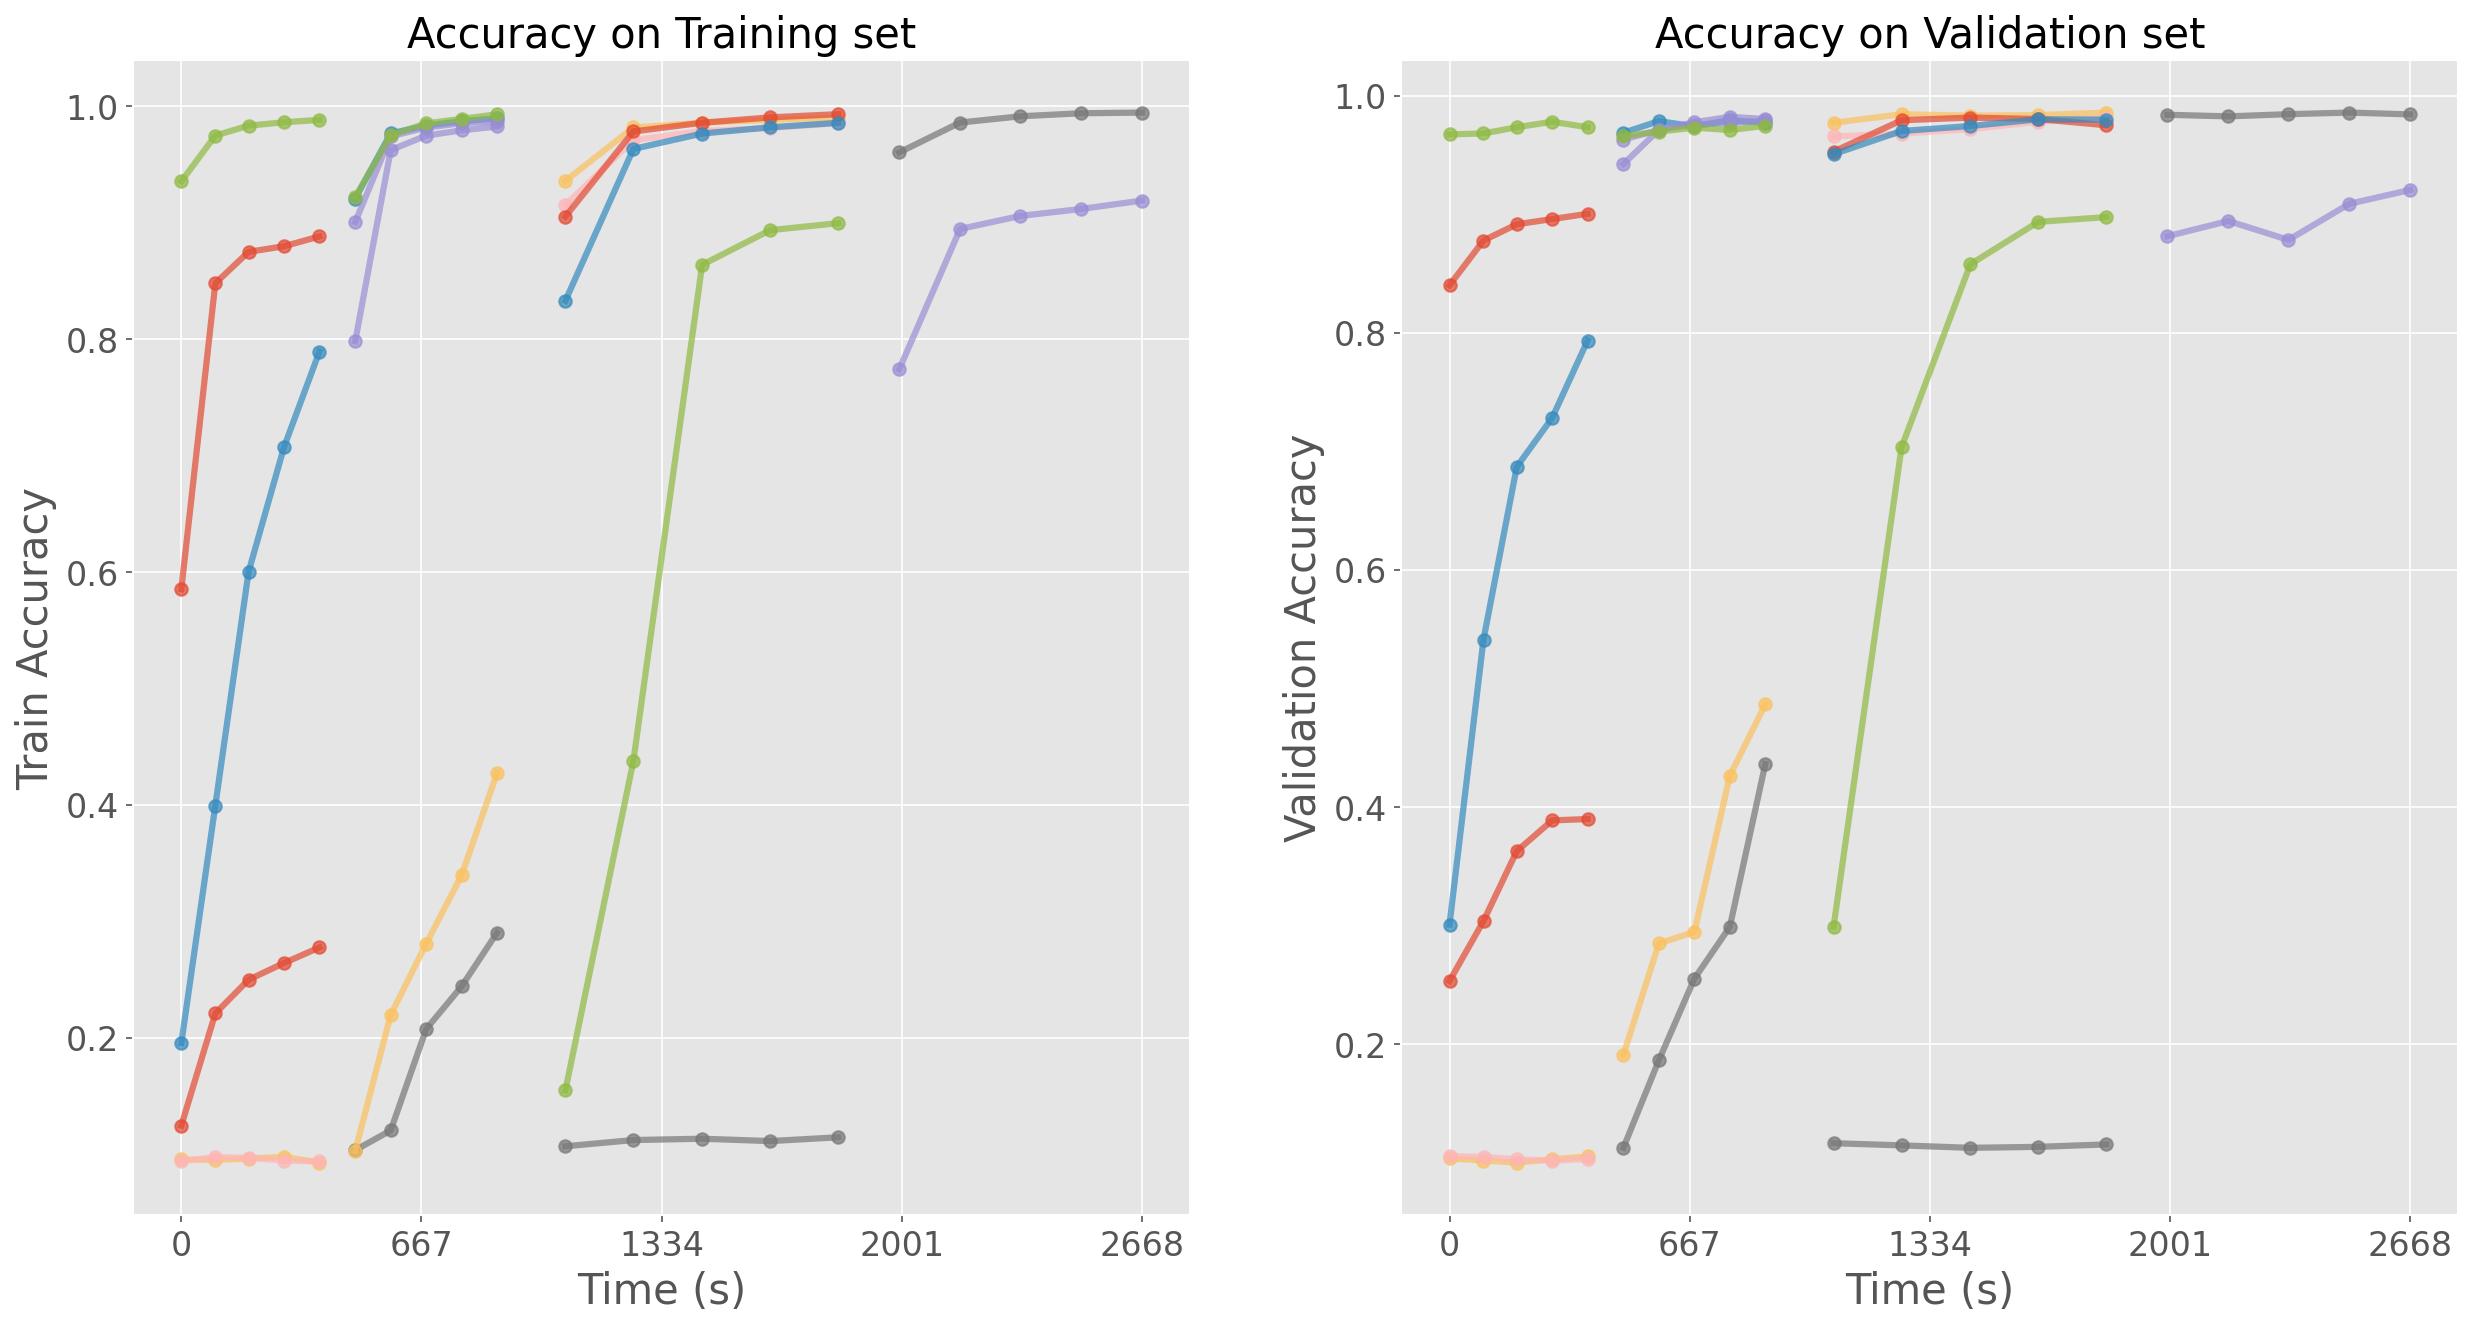 Accuracy on Training set
Train Accuracy
1.0
0.8
0.6
0.4
0.2
0 667 1334 2001 2668
Time (s)
Accuracy on Validation set
Validation Accuracy
1.0
0.8
0.6
0.4
0.2
0 667 1334 2001 2668
Time (s)